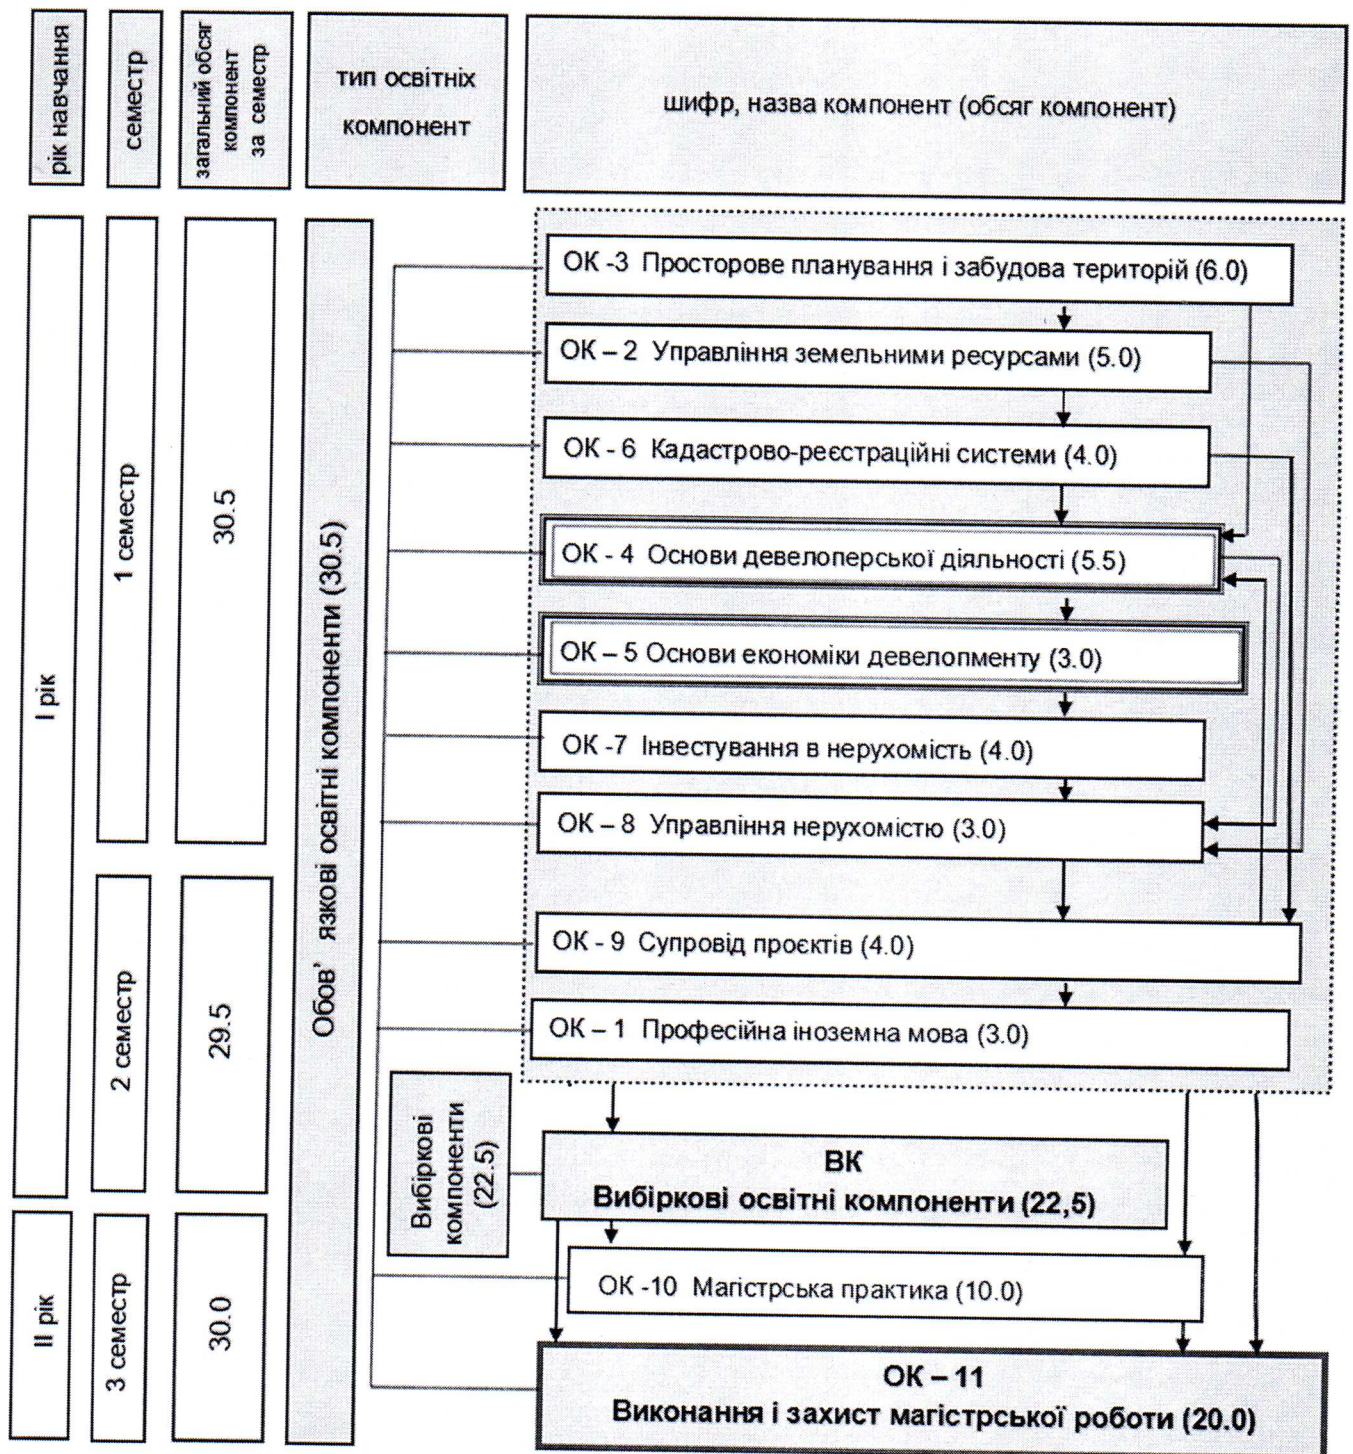 рік навчання
семестр
загальний обсяг
компонент
за семестр
тип освітніх
компонент
шифр, назва компонент (обсяг компонент)
І рік
1 семестр
30.5
Обов' язкові освітні компоненти (30.5)
ОК -3 Просторове планування і забудова територій (6.0)
ОК – 2 Управління земельними ресурсами (5.0)
ОК - 6 Кадастрово-реєстраційні системи (4.0)
ОК - 4 Основи девелоперської діяльності (5.5)
ОК – 5 Основи економіки девелопменту (3.0)
ОК -7 Інвестування в нерухомість (4.0)
ОК – 8 Управління нерухомістю (3.0)
2 семестр
29.5
ОК - 9 Супровід проєктів (4.0)
ОК – 1 Професійна іноземна мова (3.0)
Вибіркові
компоненти
(22.5)
ВК
Вибіркові освітні компоненти (22,5)
ІІ рік
3 семестр
30.0
ОК -10 Магістрська практика (10.0)
ОК – 11
Виконання і захист магістрської роботи (20.0)